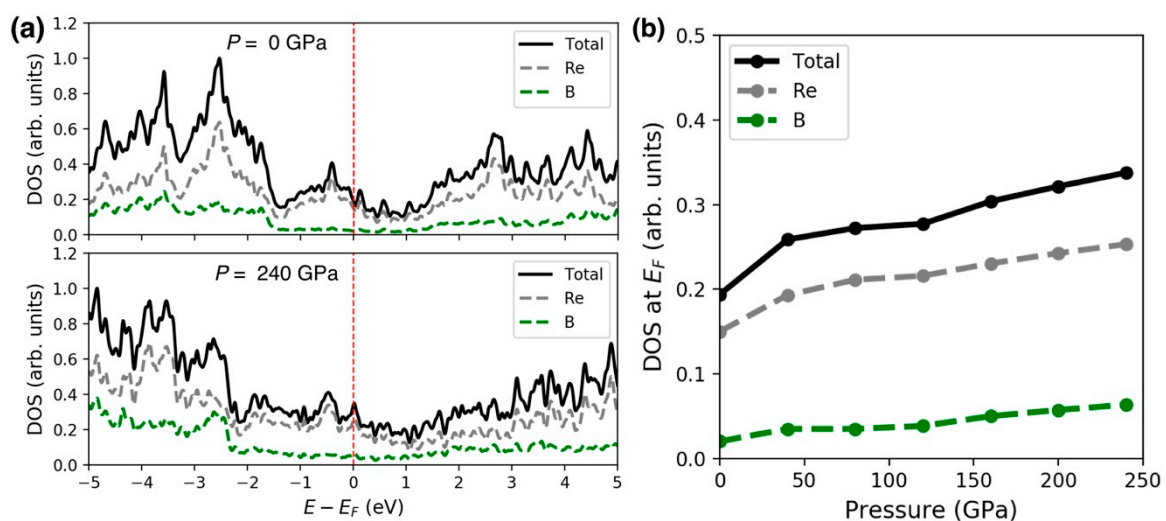 (a)
1.2
1.0
0.8
0.6
0.4
0.2
0.0
DOS (arb. units)
P = 0 GPa
Total
Re
B
1.2
1.0
0.8
0.6
0.4
0.2
0.0
DOS (arb. units)
P = 240 GPa
Total
Re
B
−5 −4 −3 −2 −1 0 1 2 3 4 5
E − E_F (eV)
(b)
0.5
0.4
0.3
0.2
0.1
0.0
DOS at E_F (arb. units)
Total
Re
B
0 50 100 150 200 250
Pressure (GPa)